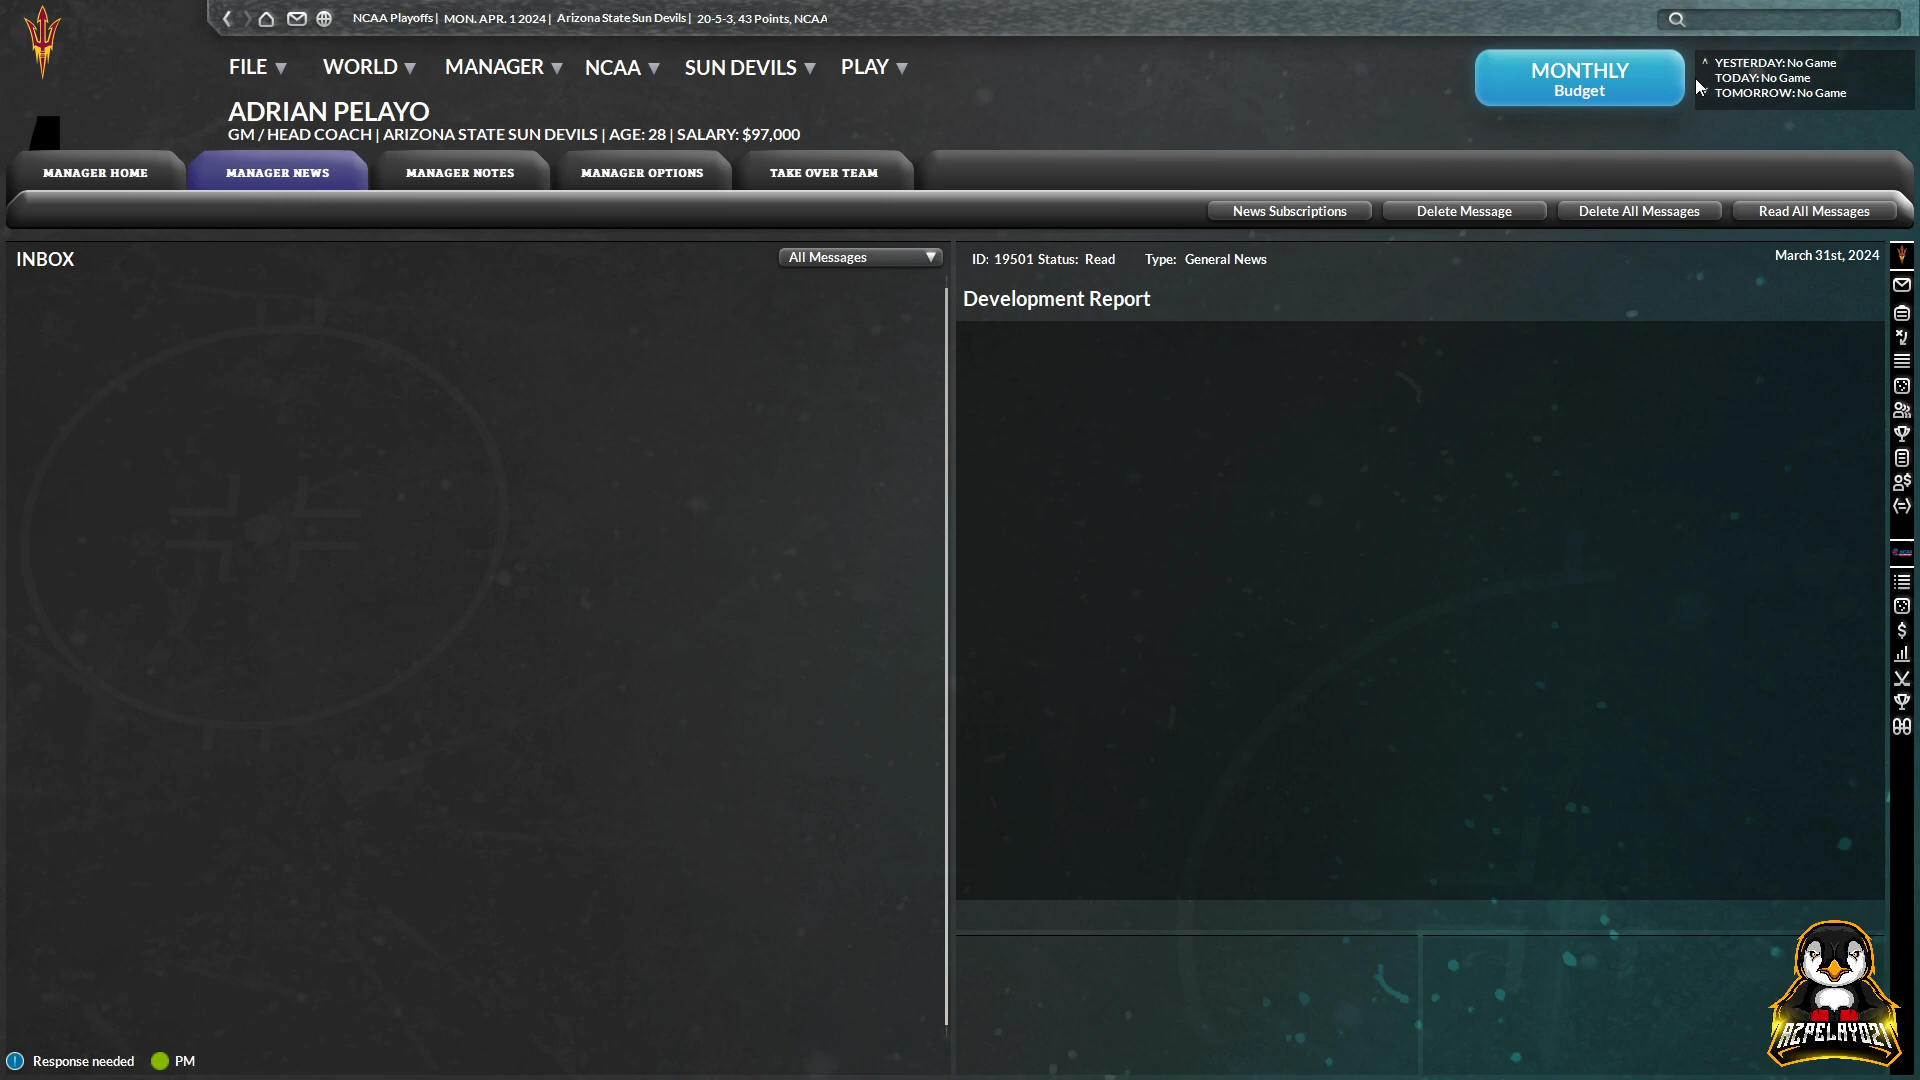 NCAA Playoffs| MON. APR. 1 2024| Arizona State Sun Devils| 20-5-3, 43 Points, NCAA
FILE WORLD MANAGER NCAA SUN DEVILS PLAY
MONTHLY
Budget
YESTERDAY: No Game
TODAY: No Game
TOMORROW: No Game
ADRIAN PELAYO
GM / HEAD COACH | ARIZONA STATE SUN DEVILS | AGE: 28 | SALARY: $97,000
MANAGER HOME MANAGER NEWS MANAGER NOTES MANAGER OPTIONS TAKE OVER TEAM
News Subscriptions Delete Message Delete All Messages Read All Messages
INBOX All Messages
ID: 19501 Status: Read Type: General News March 31st, 2024
Development Report
Response needed PM
AZPELAYO21